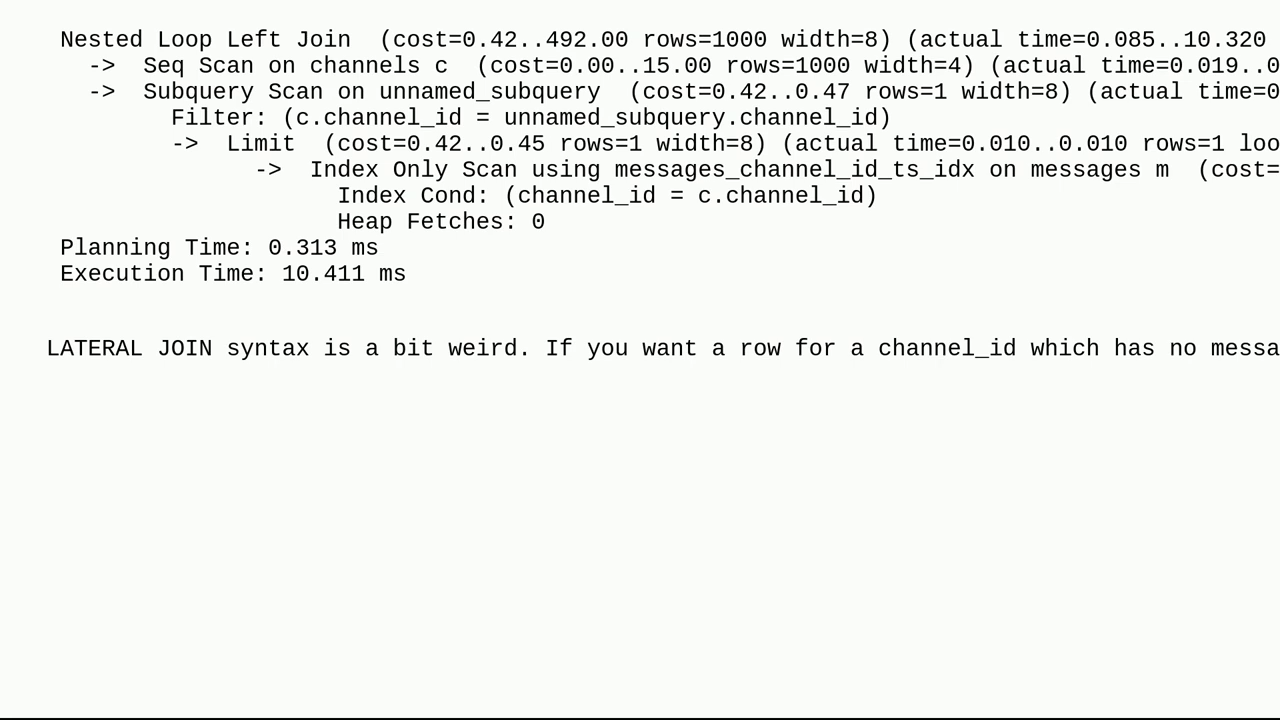 Nested Loop Left Join  (cost=0.42..492.00 rows=1000 width=8) (actual time=0.085..10.320
  ->  Seq Scan on channels c  (cost=0.00..15.00 rows=1000 width=4) (actual time=0.019..0
  ->  Subquery Scan on unnamed_subquery  (cost=0.42..0.47 rows=1 width=8) (actual time=0
        Filter: (c.channel_id = unnamed_subquery.channel_id)
        ->  Limit  (cost=0.42..0.45 rows=1 width=8) (actual time=0.010..0.010 rows=1 loo
              ->  Index Only Scan using messages_channel_id_ts_idx on messages m  (cost=
                    Index Cond: (channel_id = c.channel_id)
                    Heap Fetches: 0
Planning Time: 0.313 ms
Execution Time: 10.411 ms
LATERAL JOIN syntax is a bit weird. If you want a row for a channel_id which has no messa